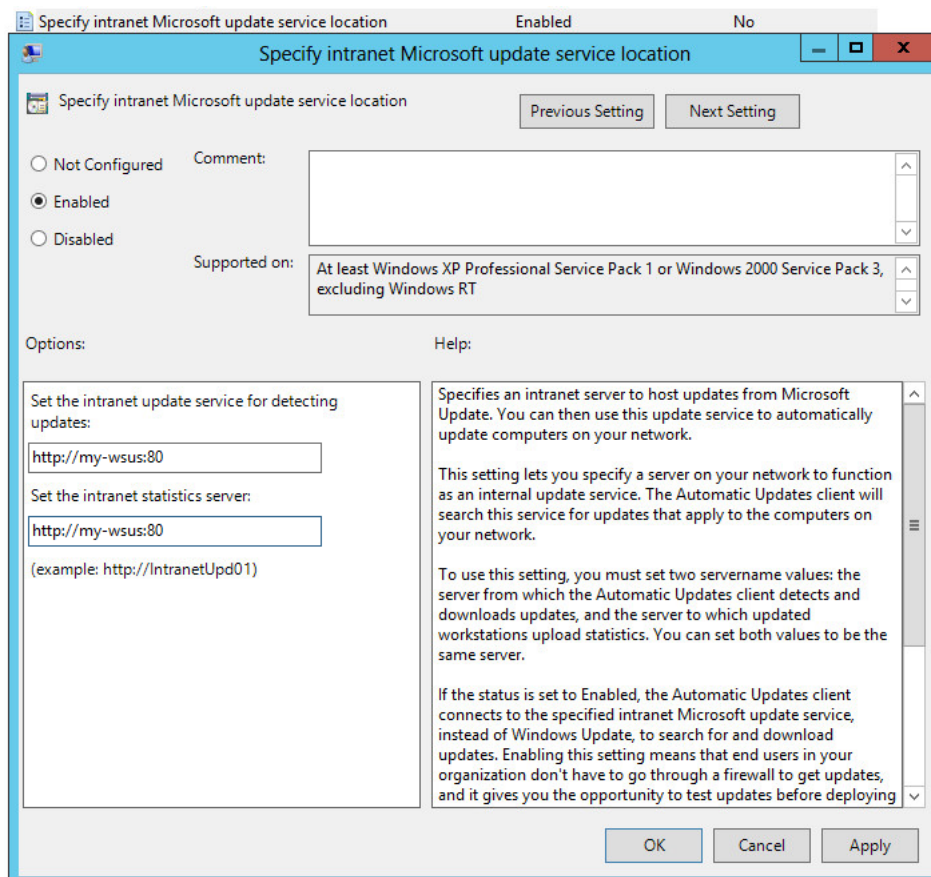 Specify intranet Microsoft update service location Enabled No
Specify intranet Microsoft update service location
Specify intranet Microsoft update service location
Previous Setting
Next Setting
Not Configured
Enabled
Disabled
Comment:
Supported on:
At least Windows XP Professional Service Pack 1 or Windows 2000 Service Pack 3,
excluding Windows RT
Options:
Help:
Set the intranet update service for detecting
updates:
http://my-wsus:80
Set the intranet statistics server:
http://my-wsus:80
(example: http://IntranetUpd01)
Specifies an intranet server to host updates from Microsoft
Update. You can then use this update service to automatically
update computers on your network.
This setting lets you specify a server on your network to function
as an internal update service. The Automatic Updates client will
search this service for updates that apply to the computers on
your network.
To use this setting, you must set two servername values: the
server from which the Automatic Updates client detects and
downloads updates, and the server to which updated
workstations upload statistics. You can set both values to be the
same server.
If the status is set to Enabled, the Automatic Updates client
connects to the specified intranet Microsoft update service,
instead of Windows Update, to search for and download
updates. Enabling this setting means that end users in your
organization don't have to go through a firewall to get updates,
and it gives you the opportunity to test updates before deploying
OK
Cancel
Apply